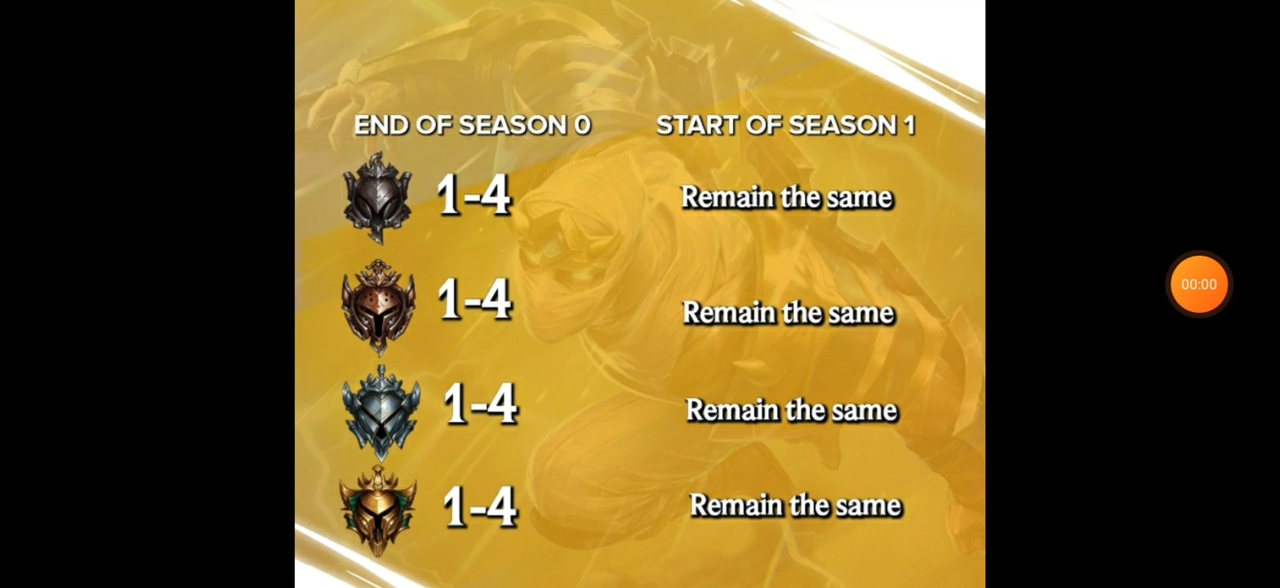 END OF SEASON 0 START OF SEASON 1
1-4 Remain the same
1-4 Remain the same
1-4 Remain the same
1-4 Remain the same
00:00